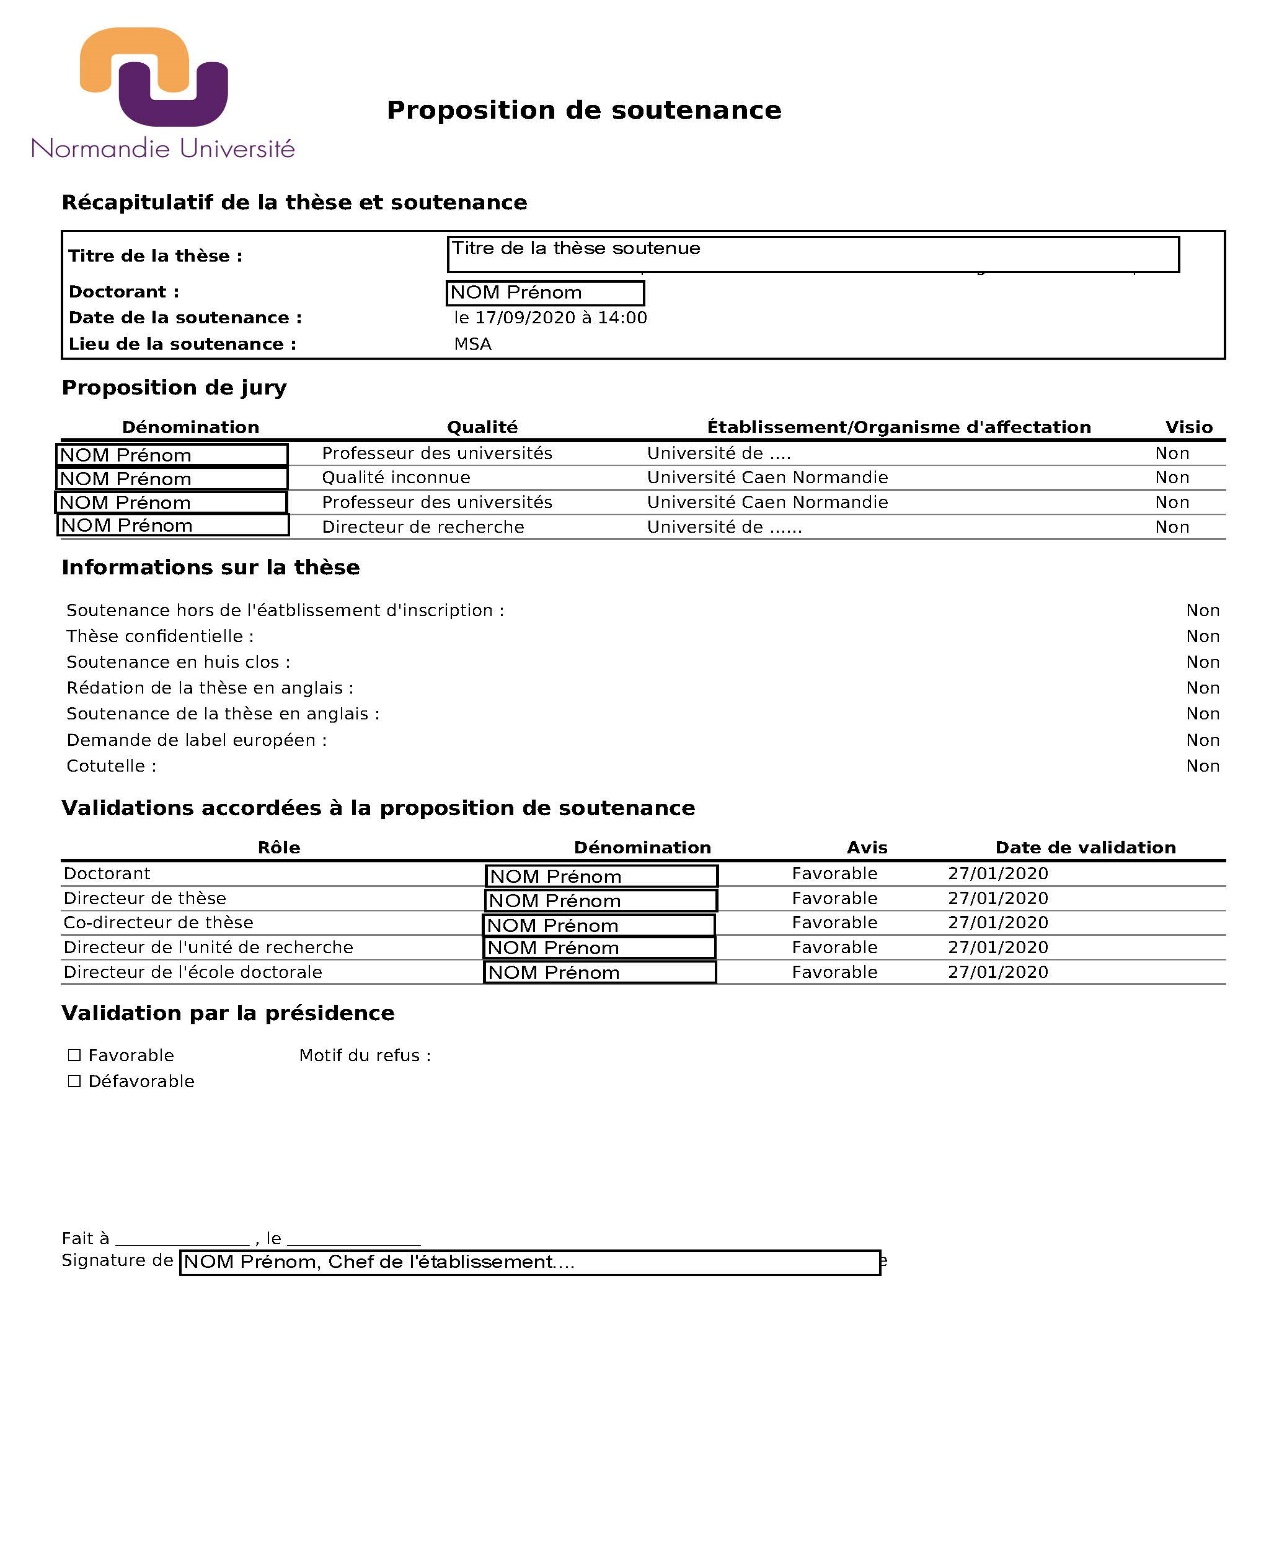 Normandie Université
Proposition de soutenance
Récapitulatif de la thèse et soutenance
Titre de la thèse : Titre de la thèse soutenue
Doctorant : NOM Prénom
Date de la soutenance : le 17/09/2020 à 14:00
Lieu de la soutenance : MSA
Proposition de jury
Dénomination Qualité Établissement/Organisme d'affectation Visio
NOM Prénom Professeur des universités Université de .... Non
NOM Prénom Qualité inconnue Université Caen Normandie Non
NOM Prénom Professeur des universités Université Caen Normandie Non
NOM Prénom Directeur de recherche Université de ...... Non
Informations sur la thèse
Soutenance hors de l'éatblissement d'inscription : Non
Thèse confidentielle : Non
Soutenance en huis clos : Non
Rédation de la thèse en anglais : Non
Soutenance de la thèse en anglais : Non
Demande de label européen : Non
Cotutelle : Non
Validations accordées à la proposition de soutenance
Rôle Dénomination Avis Date de validation
Doctorant NOM Prénom Favorable 27/01/2020
Directeur de thèse NOM Prénom Favorable 27/01/2020
Co-directeur de thèse NOM Prénom Favorable 27/01/2020
Directeur de l'unité de recherche NOM Prénom Favorable 27/01/2020
Directeur de l'école doctorale NOM Prénom Favorable 27/01/2020
Validation par la présidence
☐ Favorable Motif du refus :
☐ Défavorable
Fait à _______________ , le _______________
Signature de NOM Prénom, Chef de l'établissement....